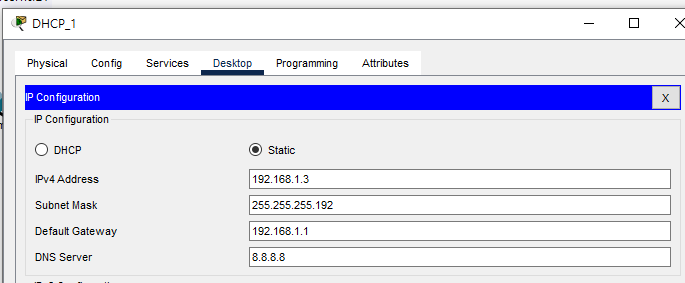 DHCP_1
Physical Config Services Desktop Programming Attributes
IP Configuration X
IP Configuration
DHCP Static
IPv4 Address 192.168.1.3
Subnet Mask 255.255.255.192
Default Gateway 192.168.1.1
DNS Server 8.8.8.8